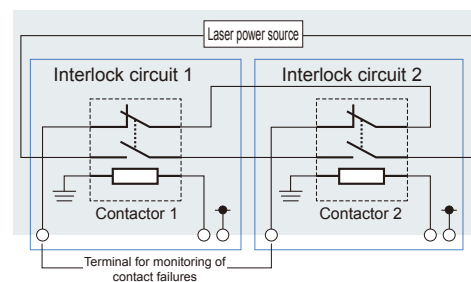 Laser power source
Interlock circuit 1
Interlock circuit 2
Contactor 1
Contactor 2
Terminal for monitoring of
contact failures